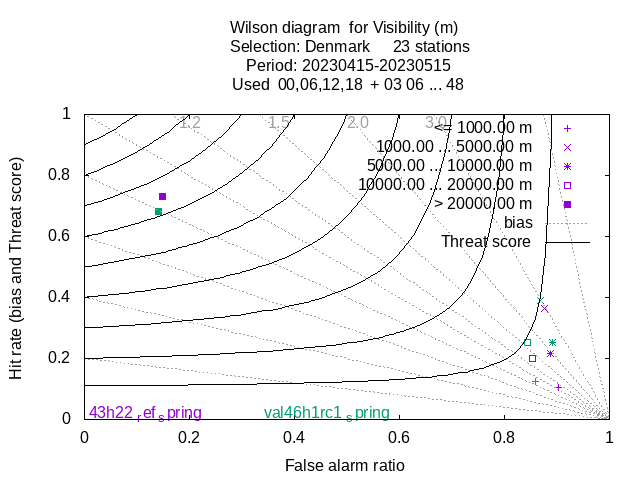 Wilson diagram for Visibility (m)
Selection: Denmark 23 stations
Period: 20230415-20230515
Used 00,06,12,18 + 03 06 ... 48
1.2 1.5 2.0 3.0
<= 1000.00 m
1000.00 ... 5000.00 m
5000.00 ... 10000.00 m
10000.00 ... 20000.00 m
> 20000.00 m
bias
Threat score
Hit rate (bias and Threat score)
1
0.8
0.6
0.4
0.2
0
43h22_ref_spring val46h1rc1_spring
0 0.2 0.4 0.6 0.8 1
False alarm ratio